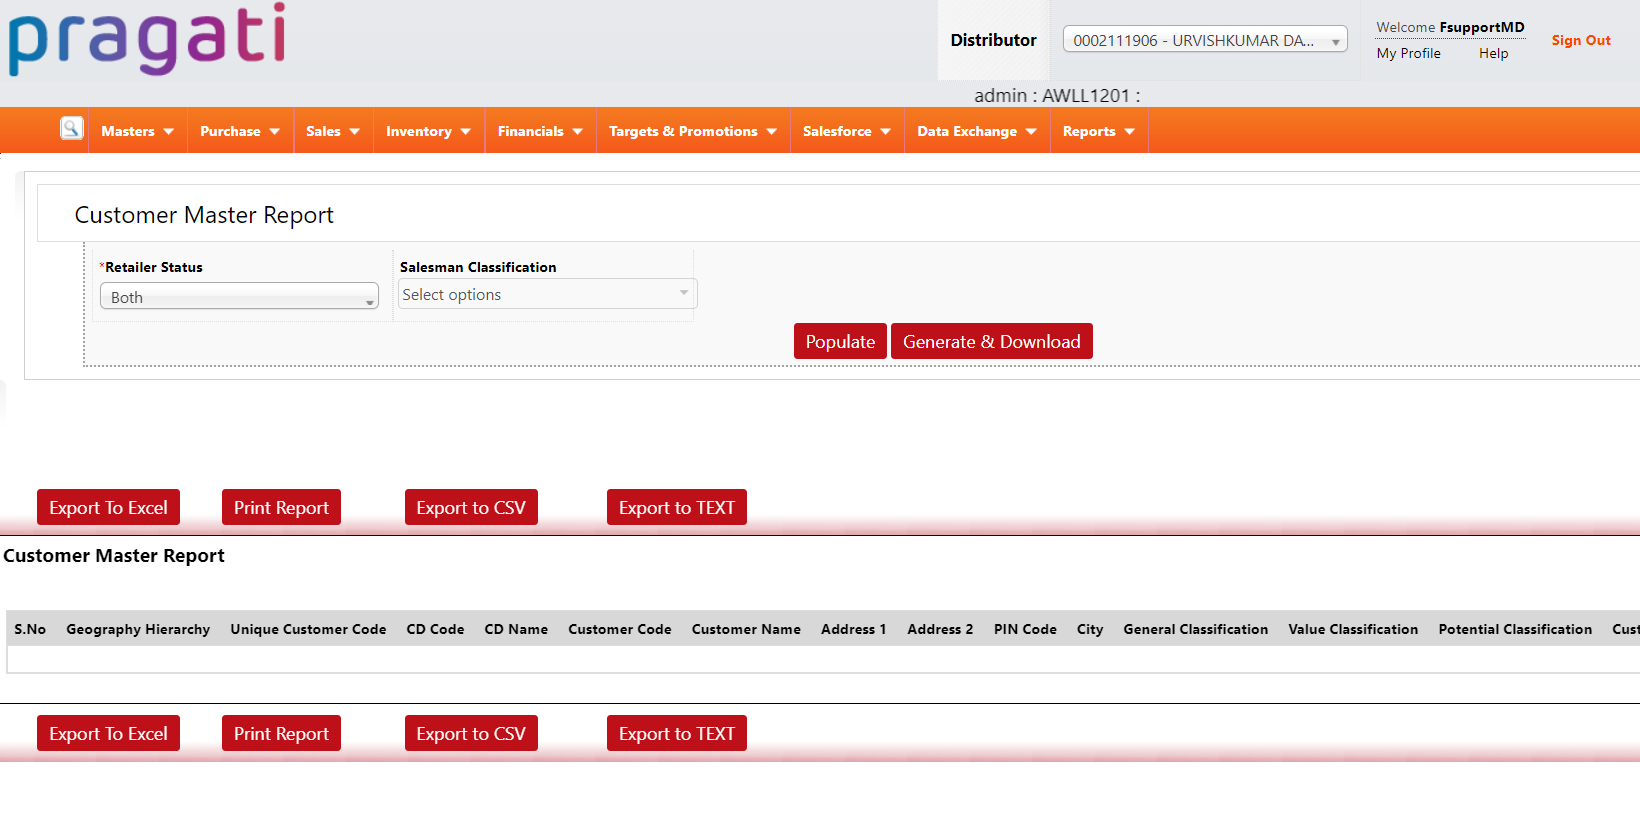 pragati
Distributor
0002111906 - URVISHKUMAR DA...
Welcome FsupportMD
My Profile Help
Sign Out
admin : AWLL1201 :
Masters Purchase Sales Inventory Financials Targets & Promotions Salesforce Data Exchange Reports
Customer Master Report
*Retailer Status Salesman Classification
Both Select options
Populate Generate & Download
Export To Excel Print Report Export to CSV Export to TEXT
Customer Master Report
S.No Geography Hierarchy Unique Customer Code CD Code CD Name Customer Code Customer Name Address 1 Address 2 PIN Code City General Classification Value Classification Potential Classification Cust
Export To Excel Print Report Export to CSV Export to TEXT